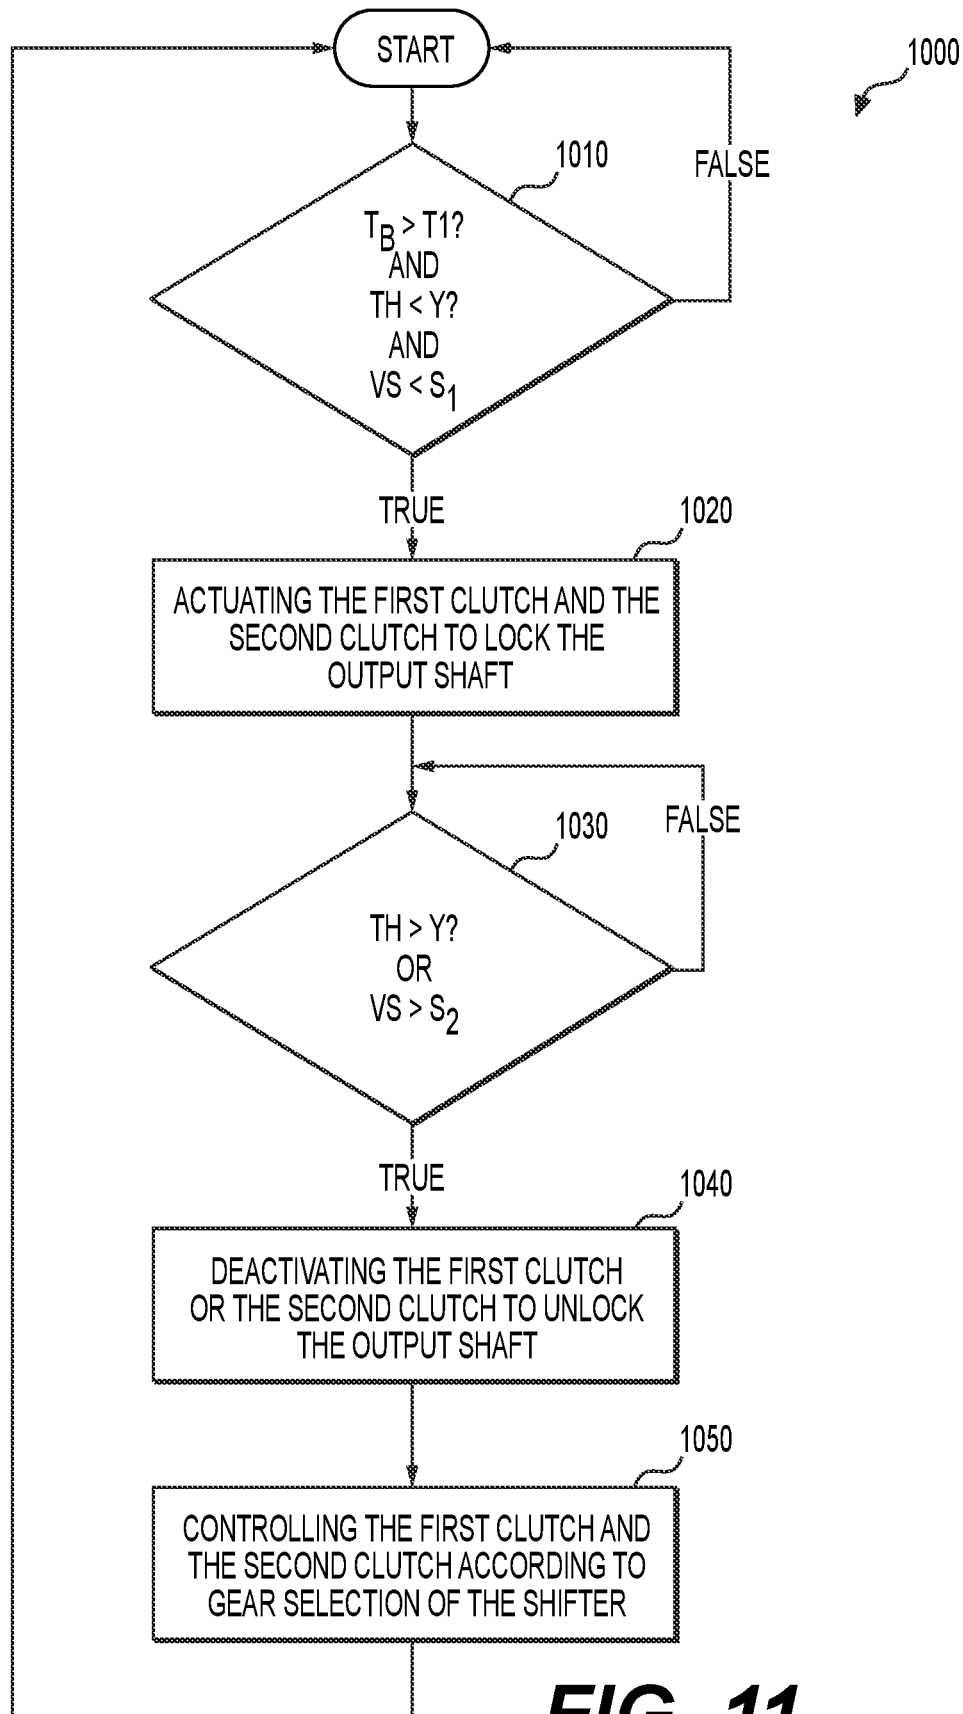 START
1000
FALSE
1010
T_B > T1?
AND
TH < Y?
AND
VS < S_1
TRUE
1020
ACTUATING THE FIRST CLUTCH AND THE
SECOND CLUTCH TO LOCK THE
OUTPUT SHAFT
FALSE
1030
TH > Y?
OR
VS > S_2
TRUE
1040
DEACTIVATING THE FIRST CLUTCH
OR THE SECOND CLUTCH TO UNLOCK
THE OUTPUT SHAFT
1050
CONTROLLING THE FIRST CLUTCH AND
THE SECOND CLUTCH ACCORDING TO
GEAR SELECTION OF THE SHIFTER
FIG. 11